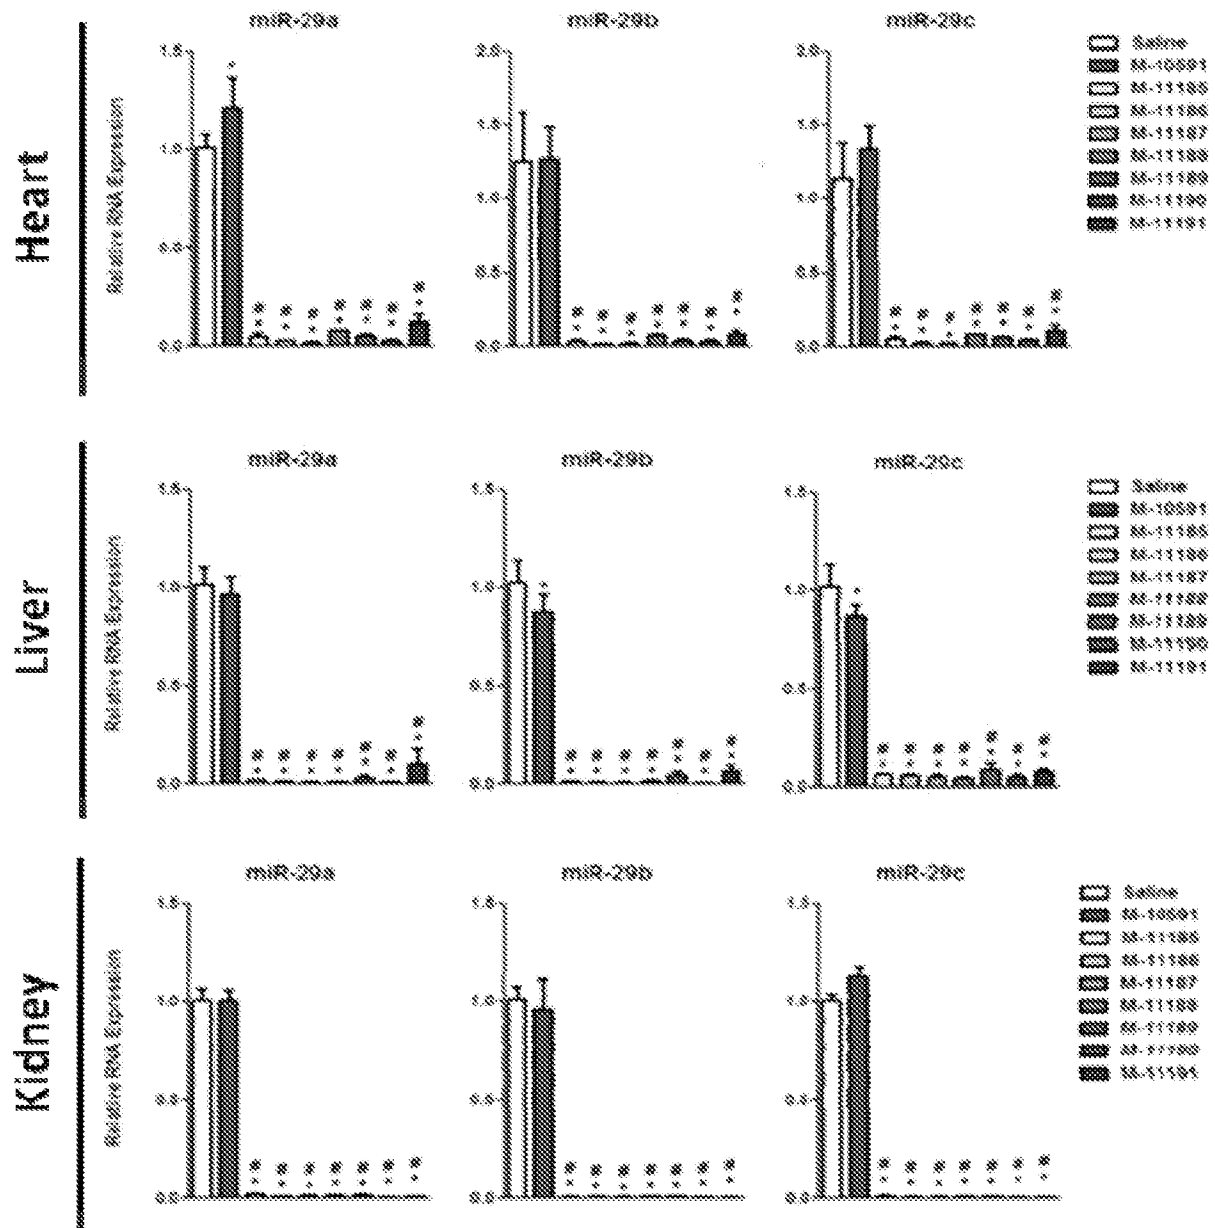 Heart
Relative RNA Expression
miR-29a
1.5
1.0
0.5
0.0
miR-29b
2.0
1.5
1.0
0.5
0.0
miR-29c
2.0
1.5
1.0
0.5
0.0
Saline
M-10591
M-11185
M-11186
M-11187
M-11188
M-11189
M-11190
M-11191
Liver
Relative RNA Expression
miR-29a
1.5
1.0
0.5
0.0
miR-29b
1.5
1.0
0.5
0.0
miR-29c
1.5
1.0
0.5
0.0
Saline
M-10591
M-11185
M-11186
M-11187
M-11188
M-11189
M-11190
M-11191
Kidney
Relative RNA Expression
miR-29a
1.5
1.0
0.5
0.0
miR-29b
1.5
1.0
0.5
0.0
miR-29c
1.5
1.0
0.5
0.0
Saline
M-10591
M-11185
M-11186
M-11187
M-11188
M-11189
M-11190
M-11191